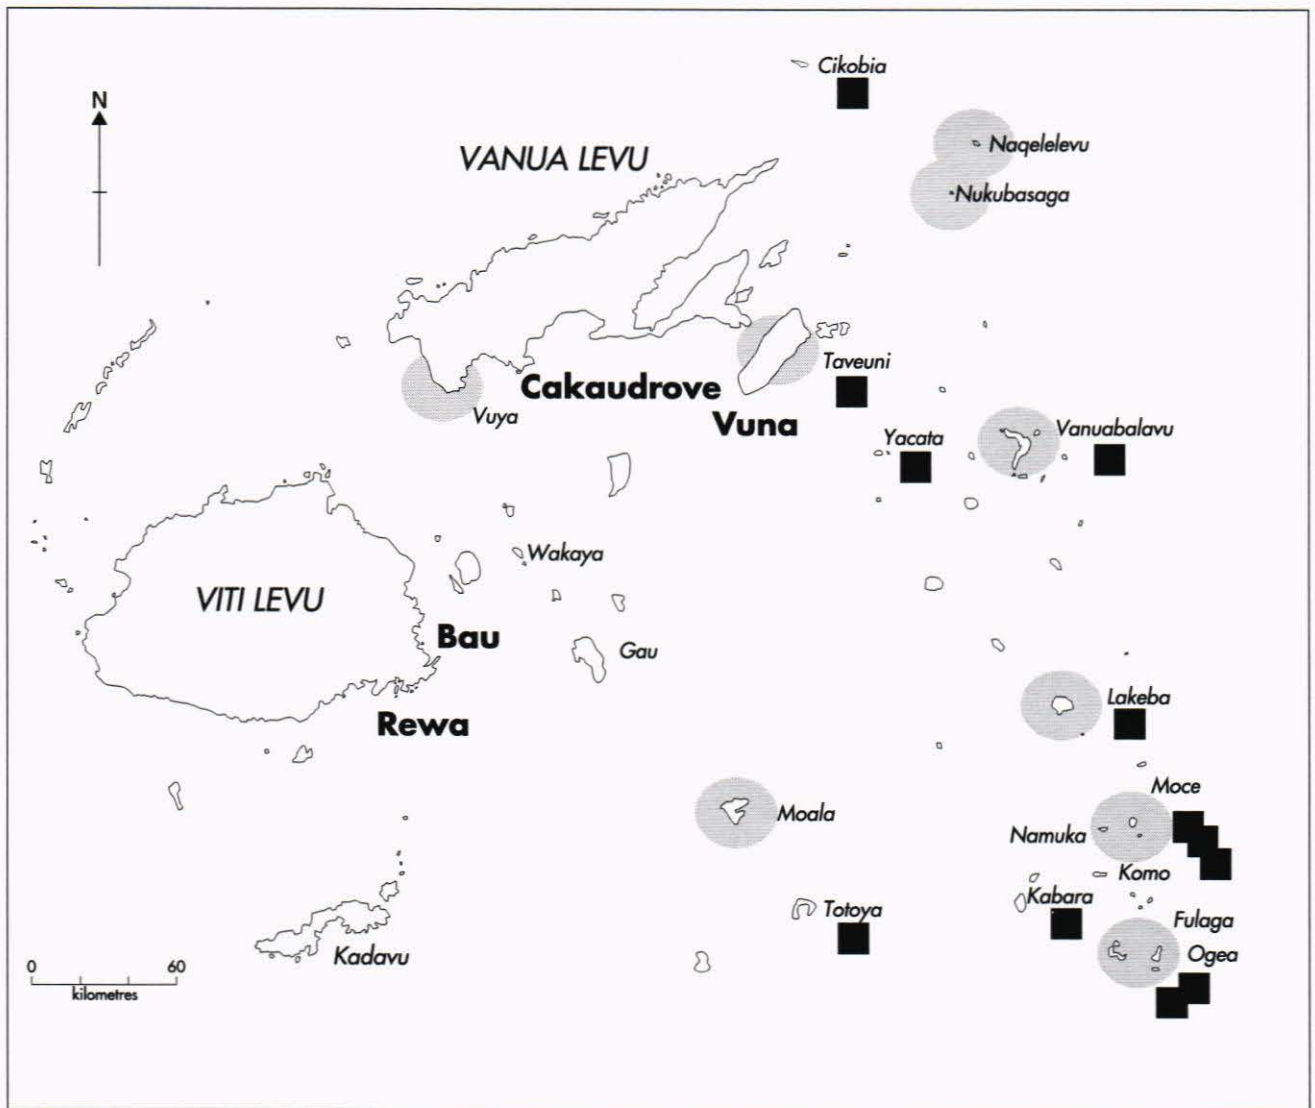 Cikobia
N
Naqelelevu
VANUA LEVU
Nukubasaga
Taveuni
Cakaudrove
Vuya
Vuna
Vanuabalavu
Yacata
Wakaya
VITI LEVU
Bau
Gau
Lakeba
Rewa
Moce
Moala
Namuka
Komo
Kabara
Totoya
Fulaga
Kadavu
Ogea
0 60
kilometres